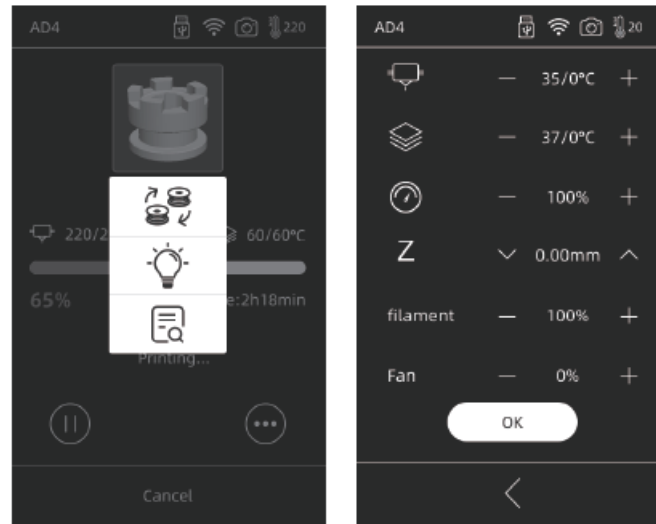 AD4
220
220/2
60/60°C
65%
e:2h18min
Printing...
Cancel
AD4
20
35/0°C
37/0°C
100%
Z
0.00mm
filament
100%
Fan
0%
OK